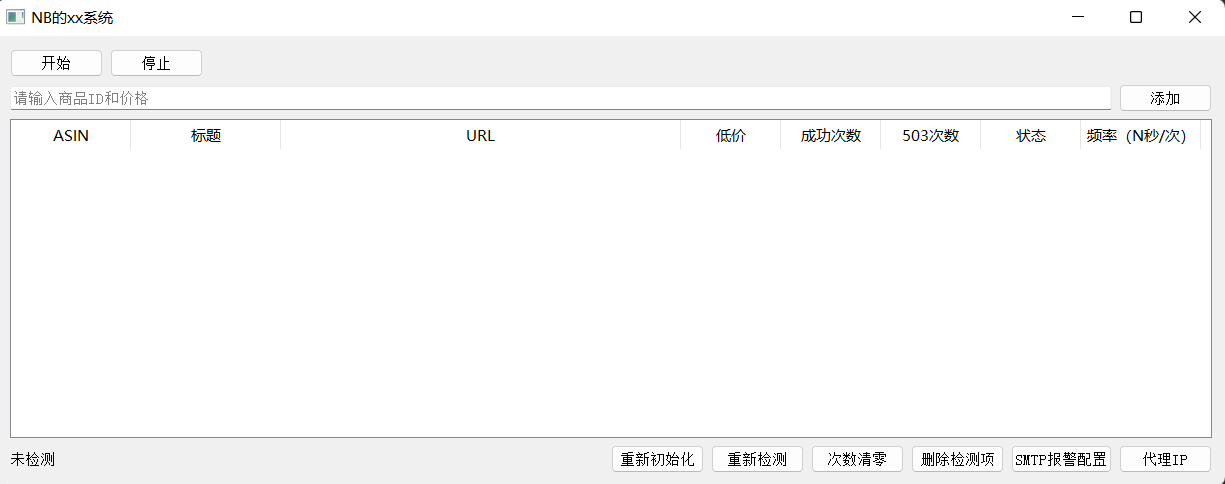 NB的xx系统
开始 停止
请输入商品ID和价格 添加
ASIN 标题 URL 低价 成功次数 503次数 状态 频率（N秒/次）
未检测 重新初始化 重新检测 次数清零 删除检测项 SMTP报警配置 代理IP